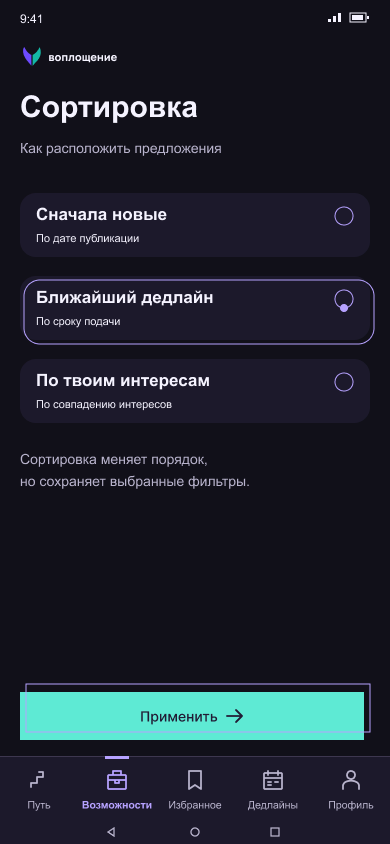 9:41
воплощение
Сортировка
Как расположить предложения
Сначала новые
По дате публикации
Ближайший дедлайн
По сроку подачи
По твоим интересам
По совпадению интересов
Сортировка меняет порядок,
но сохраняет выбранные фильтры.
Применить
Путь
Возможности
Избранное
Дедлайны
Профиль